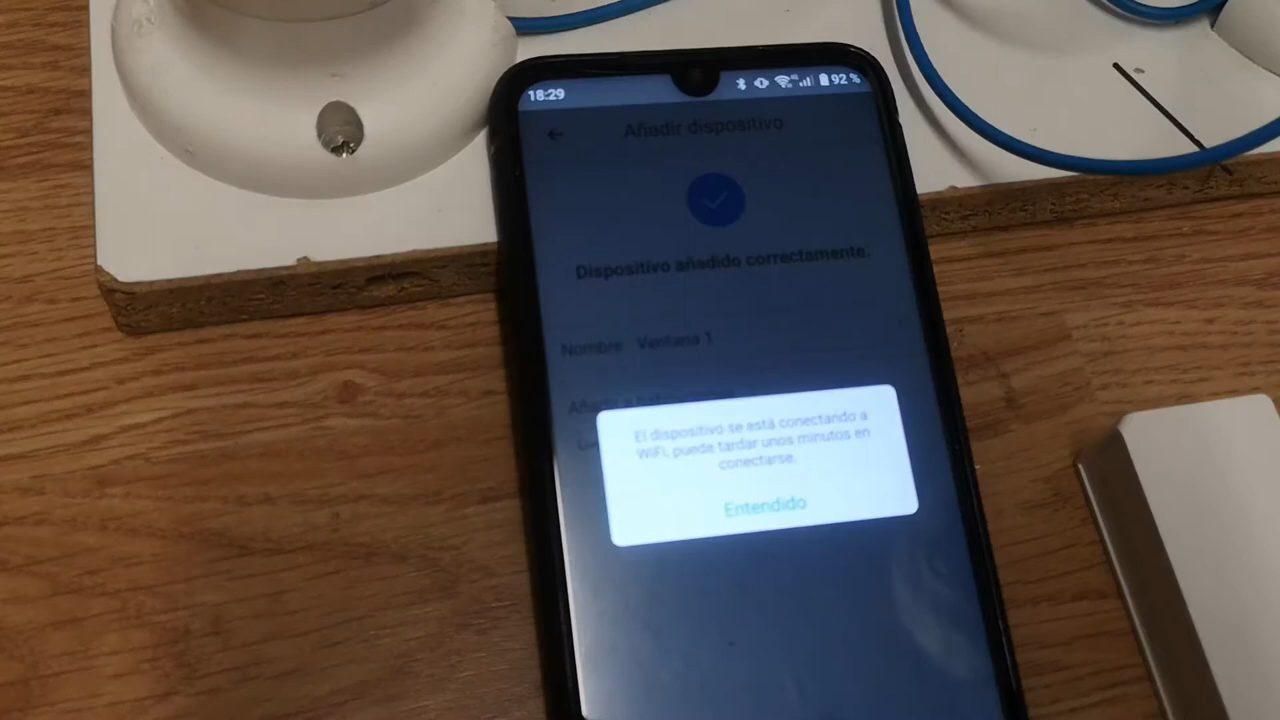 18:29
92 %
Añadir dispositivo
Dispositivo añadido correctamente.
Nombre Ventana 1
Añadir a
El dispositivo se está conectando a
WiFi, puede tardar unos minutos en
conectarse.
Entendido